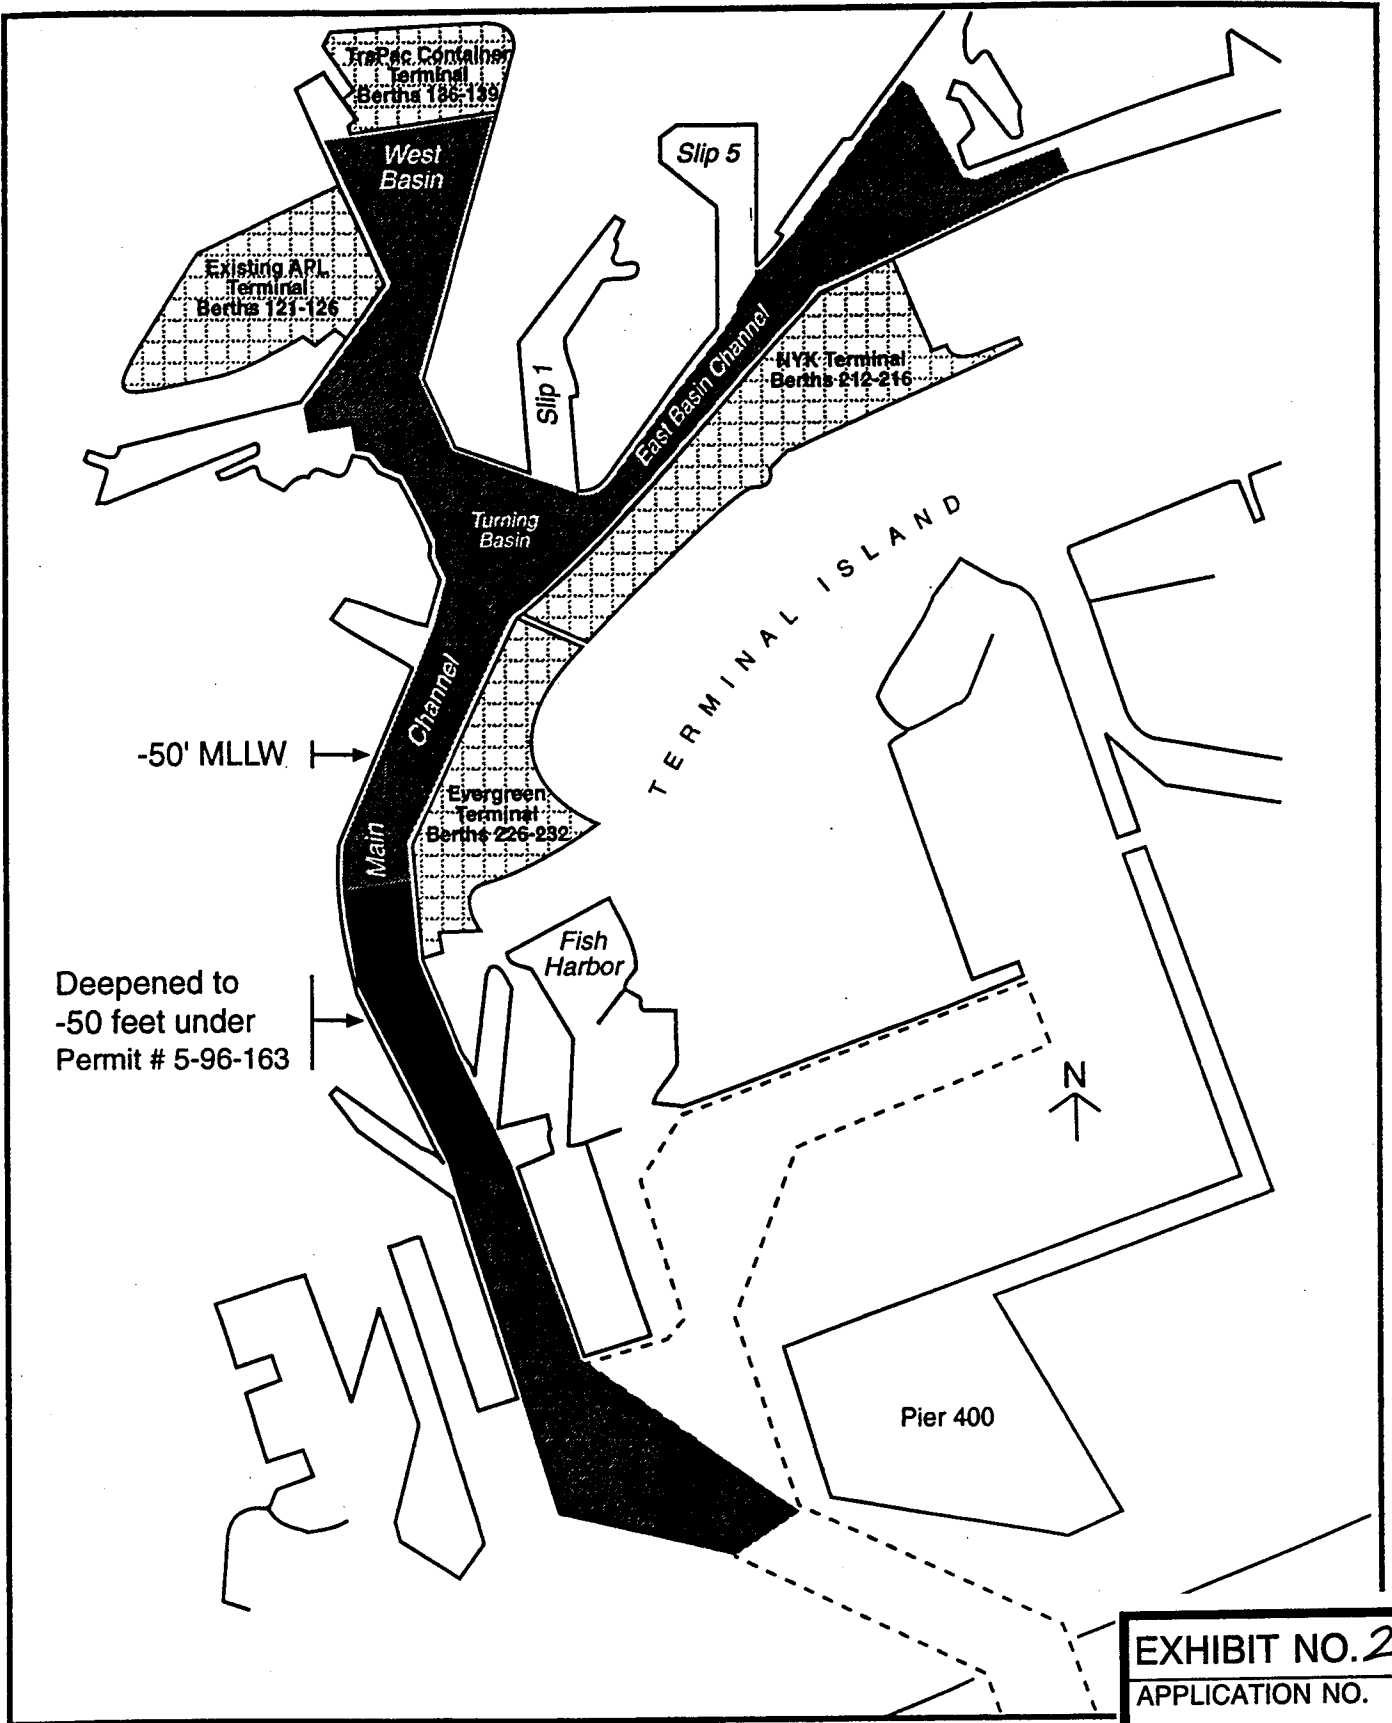 TraPac Container
Terminal
Berths 136-139
West
Basin
Slip 5
Existing APL
Terminal
Berths 121-126
Slip 1
East Basin Channel
NYK Terminal
Berths 212-216
Turning
Basin
TERMINAL ISLAND
Main Channel
-50' MLLW
Evergreen
Terminal
Berths 226-232
Fish
Harbor
Deepened to
-50 feet under
Permit # 5-96-163
N
Pier 400
EXHIBIT NO. 2
APPLICATION NO.